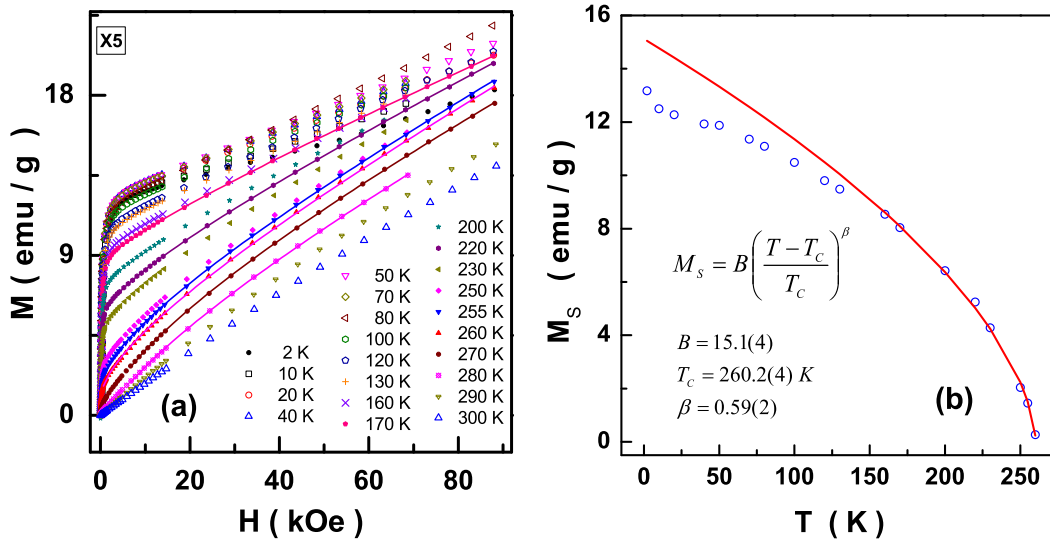 X5
M ( emu / g )
18
9
0
0 20 40 60 80
H ( kOe )
(a)
2 K
10 K
20 K
40 K
50 K
70 K
80 K
100 K
120 K
130 K
160 K
170 K
200 K
220 K
230 K
250 K
255 K
260 K
270 K
280 K
290 K
300 K
M_S ( emu / g )
16
12
8
4
0
0 50 100 150 200 250
T ( K )
(b)
M_S = B((T − T_C)/T_C)^β
B = 15.1(4)
T_C = 260.2(4) K
β = 0.59(2)